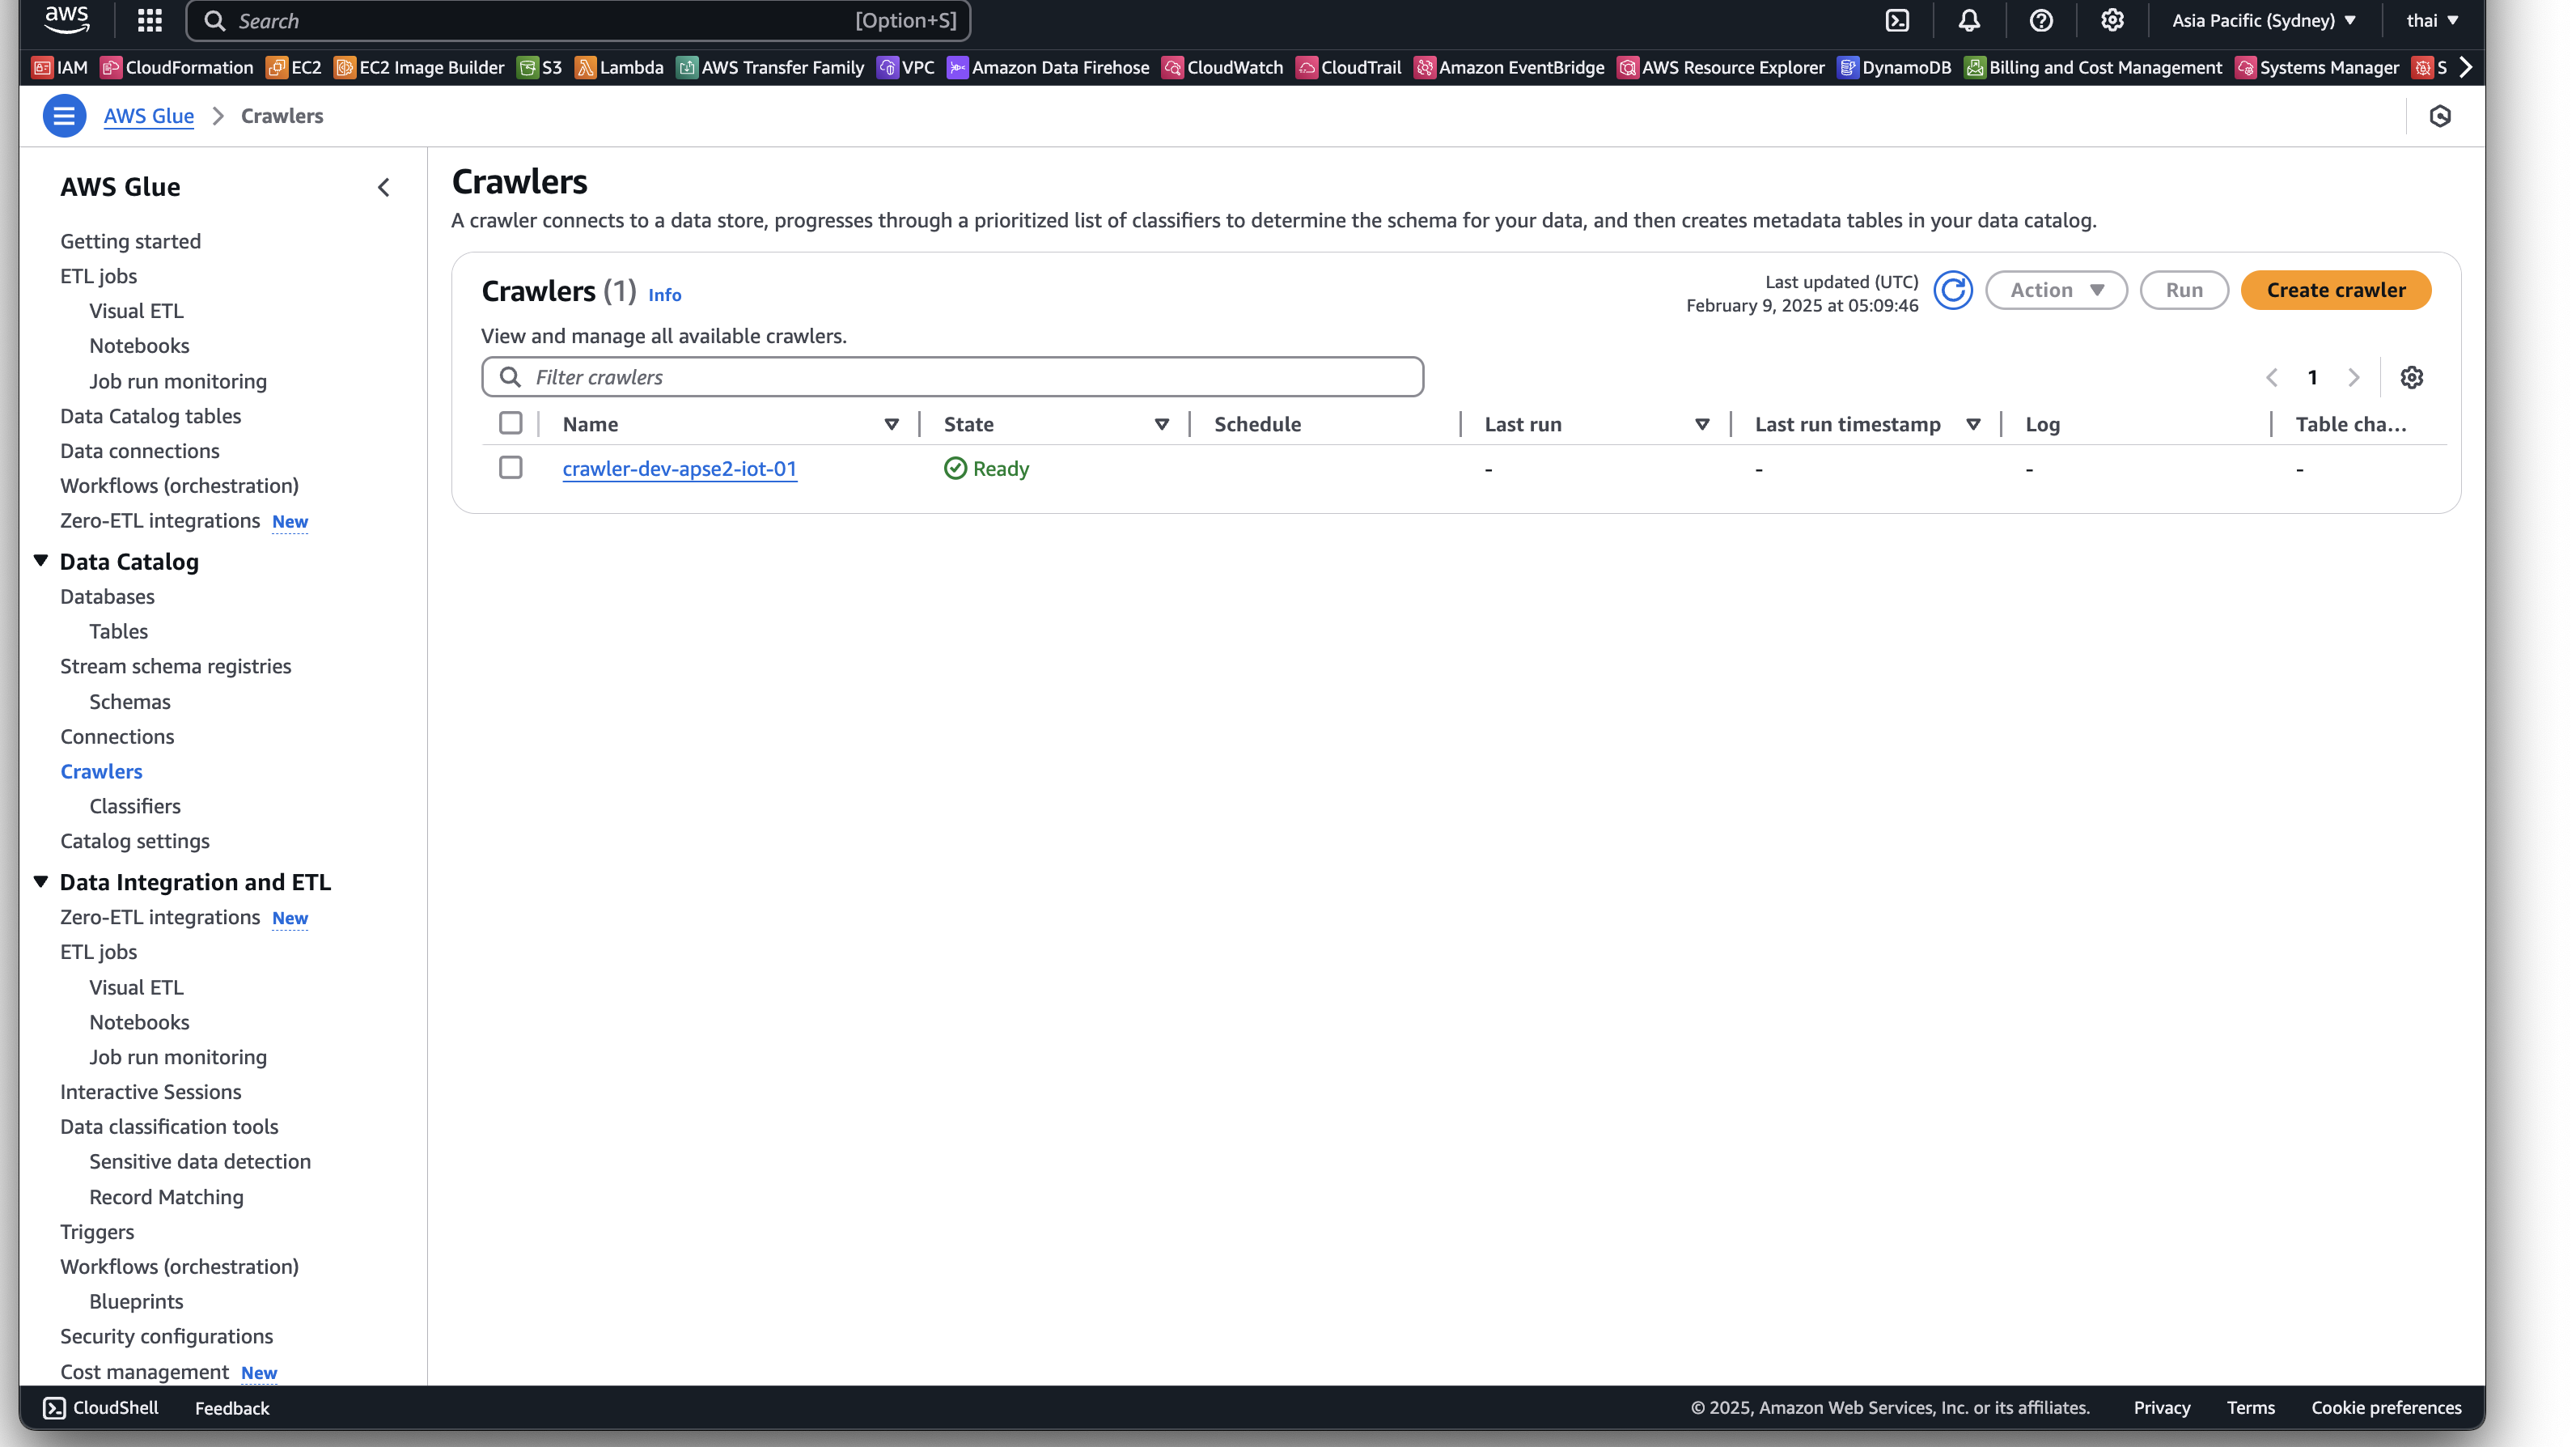 aws
Search [Option+S]
Asia Pacific (Sydney)
thai
IAM CloudFormation EC2 EC2 Image Builder S3 Lambda AWS Transfer Family VPC Amazon Data Firehose CloudWatch CloudTrail Amazon EventBridge AWS Resource Explorer DynamoDB Billing and Cost Management Systems Manager S
AWS Glue > Crawlers
AWS Glue
Getting started
ETL jobs
Visual ETL
Notebooks
Job run monitoring
Data Catalog tables
Data connections
Workflows (orchestration)
Zero-ETL integrations New
Data Catalog
Databases
Tables
Stream schema registries
Schemas
Connections
Crawlers
Classifiers
Catalog settings
Data Integration and ETL
Zero-ETL integrations New
ETL jobs
Visual ETL
Notebooks
Job run monitoring
Interactive Sessions
Data classification tools
Sensitive data detection
Record Matching
Triggers
Workflows (orchestration)
Blueprints
Security configurations
Cost management New
Crawlers
A crawler connects to a data store, progresses through a prioritized list of classifiers to determine the schema for your data, and then creates metadata tables in your data catalog.
Crawlers (1) Info
Last updated (UTC)
February 9, 2025 at 05:09:46
Action
Run
Create crawler
View and manage all available crawlers.
Filter crawlers
1
Name State Schedule Last run Last run timestamp Log Table cha...
crawler-dev-apse2-iot-01 Ready - - - -
CloudShell Feedback © 2025, Amazon Web Services, Inc. or its affiliates. Privacy Terms Cookie preferences